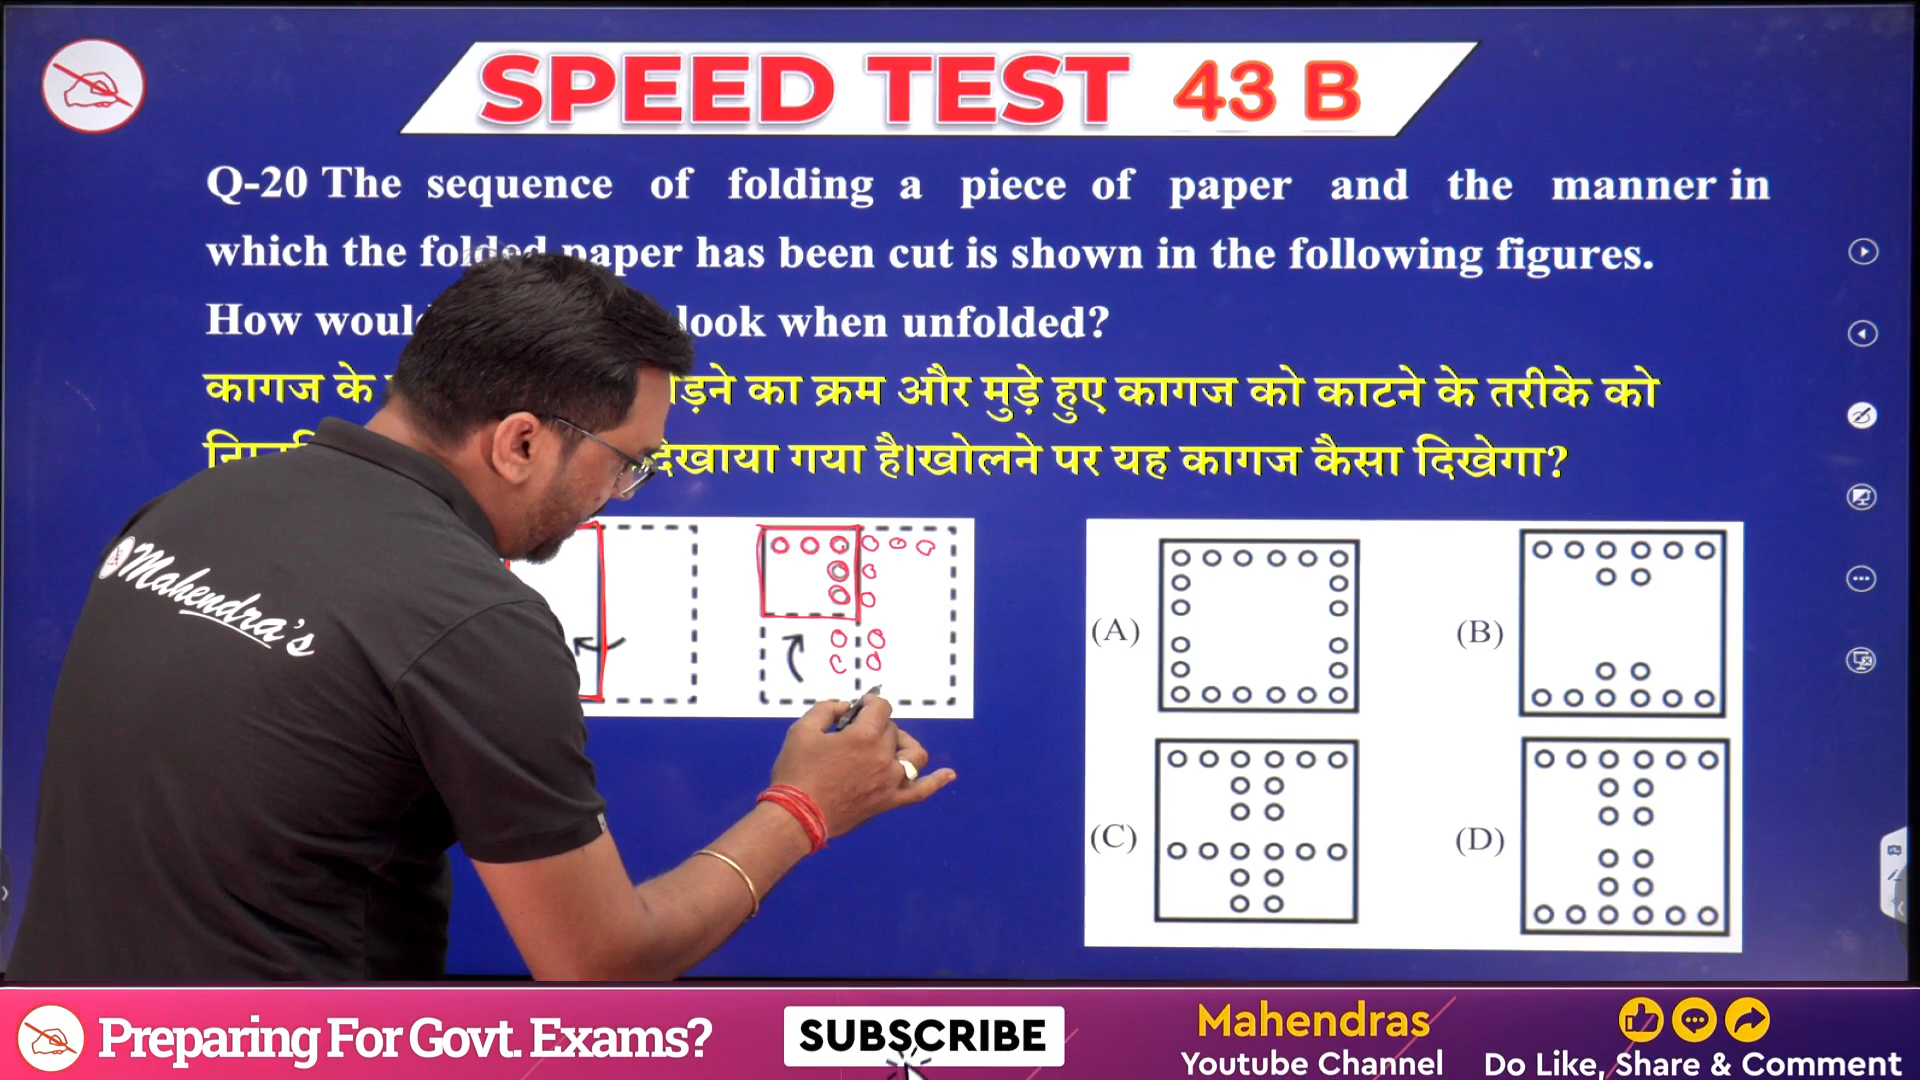 SPEED TEST 43 B
Q-20 The sequence of folding a piece of paper and the manner in
which the folded paper has been cut is shown in the following figures.
How would look when unfolded?
कागज के मोड़ने का क्रम और मुड़े हुए कागज को काटने के तरीके को
दिखाया गया है।खोलने पर यह कागज कैसा दिखेगा?
Mahendra's
(A)
(B)
(C)
(D)
Preparing For Govt. Exams?
SUBSCRIBE
Mahendras
Youtube Channel
Do Like, Share & Comment